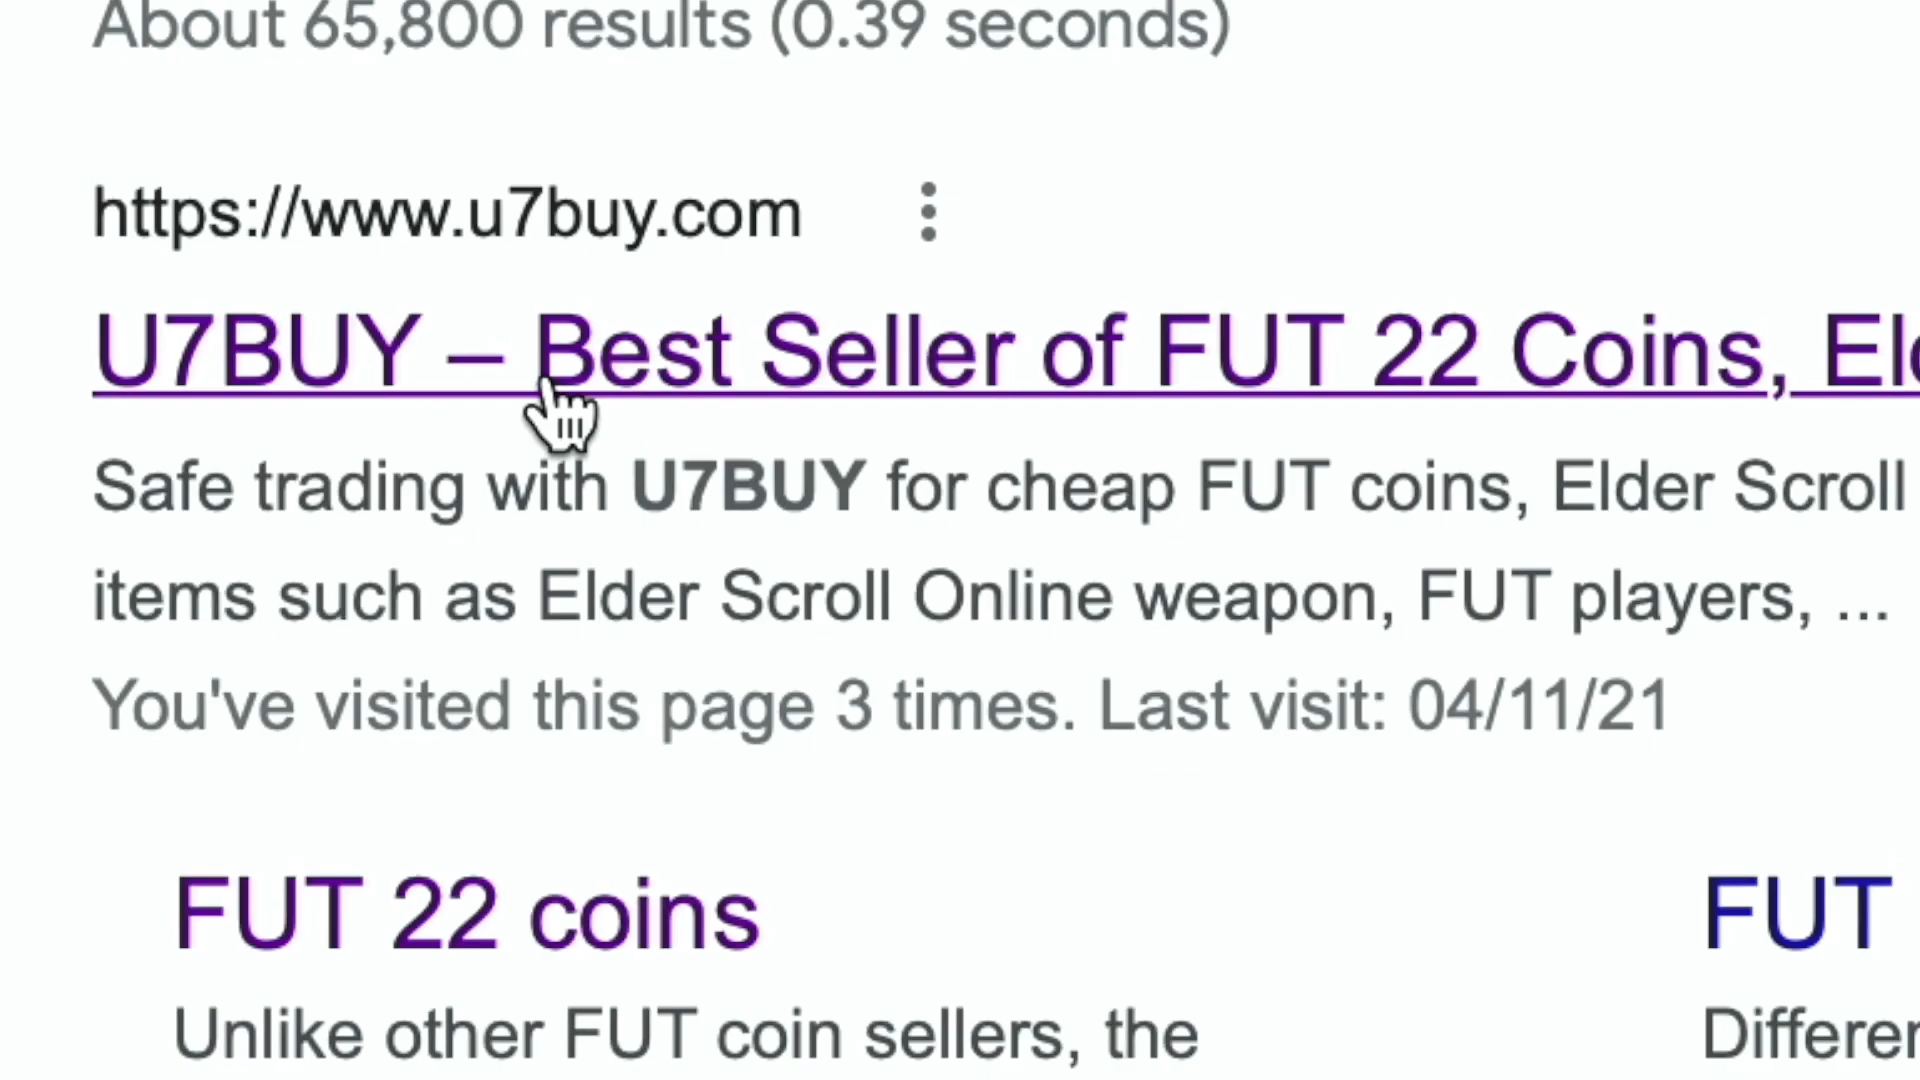 About 65,800 results (0.39 seconds)
https://www.u7buy.com
U7BUY – Best Seller of FUT 22 Coins,
Safe trading with U7BUY for cheap FUT coins, Elder Scroll
items such as Elder Scroll Online weapon, FUT players, ...
You've visited this page 3 times. Last visit: 04/11/21
FUT 22 coins
FUT
Unlike other FUT coin sellers, the